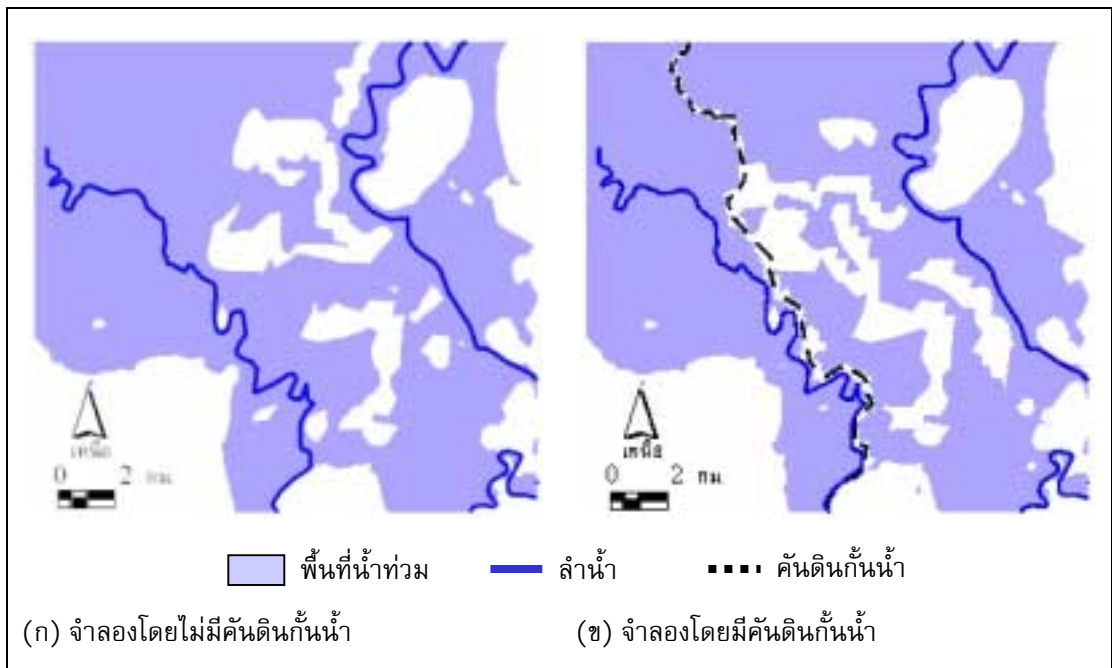 เหนือ
0 2 กม.
เหนือ
0 2 กม.
พื้นที่น้ำท่วม ลำน้ำ คันดินกั้นน้ำ
(ก) จำลองโดยไม่มีคันดินกั้นน้ำ (ข) จำลองโดยมีคันดินกั้นน้ำ